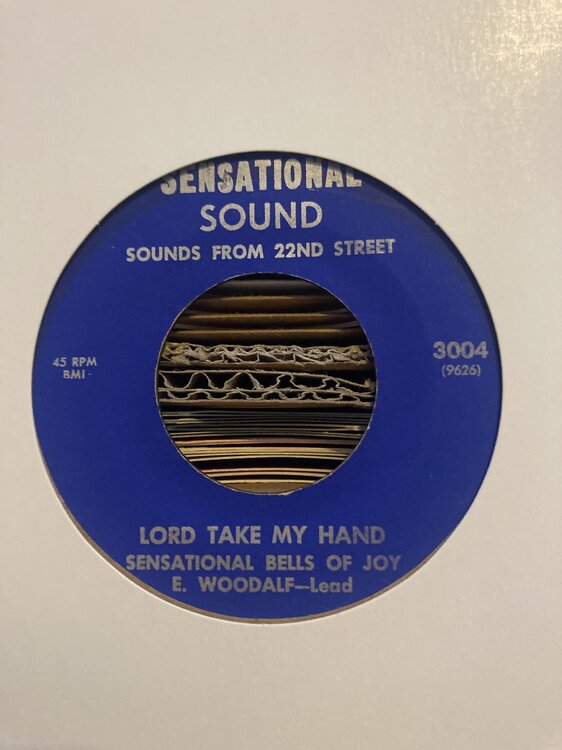 SENSATIONAL
SOUND
SOUNDS FROM 22ND STREET
45 RPM
BMI
3004
(9626)
LORD TAKE MY HAND
SENSATIONAL BELLS OF JOY
E. WOODALF—Lead